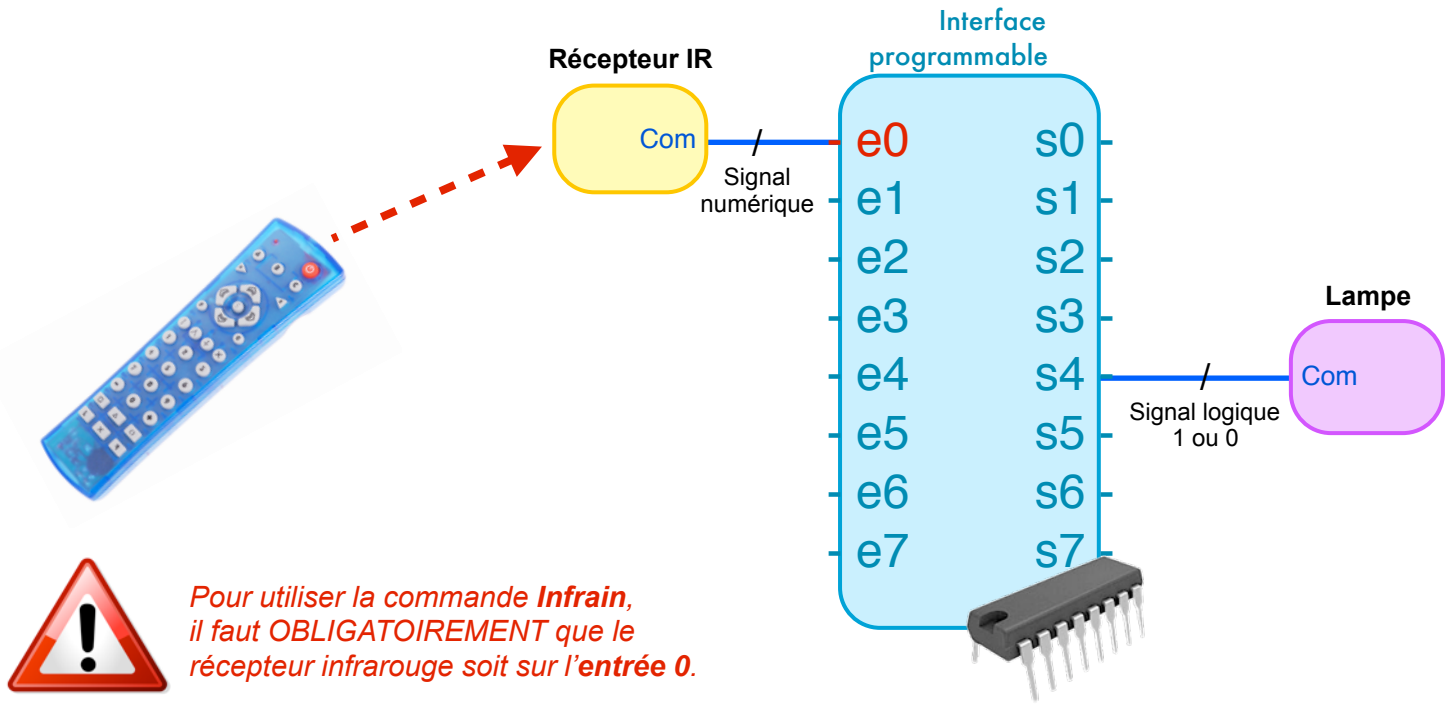 Interface
programmable
Récepteur IR
Com
Signal
numérique
e0
e1
e2
e3
e4
e5
e6
e7
s0
s1
s2
s3
s4
s5
s6
s7
Signal logique
1 ou 0
Lampe
Com
Pour utiliser la commande Infrain,
il faut OBLIGATOIREMENT que le
récepteur infrarouge soit sur l’entrée 0.